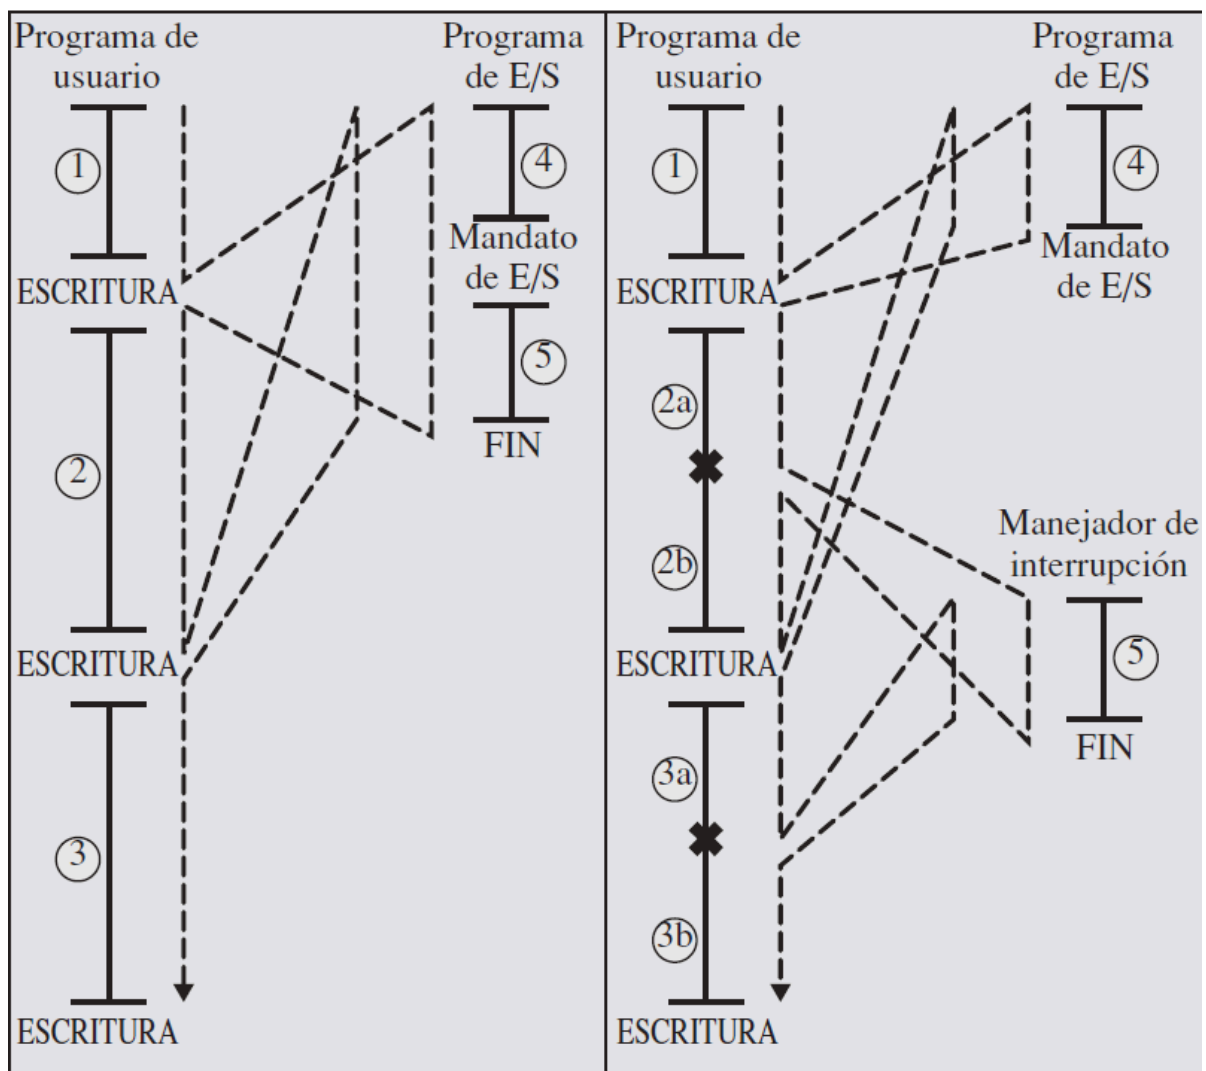 Programa de
usuario
Programa
de E/S
1
4
ESCRITURA
Mandato
de E/S
2
5
FIN
ESCRITURA
3
ESCRITURA
Programa de
usuario
Programa
de E/S
1
4
ESCRITURA
Mandato
de E/S
2a
2b
Manejador de
interrupción
ESCRITURA
5
FIN
3a
3b
ESCRITURA